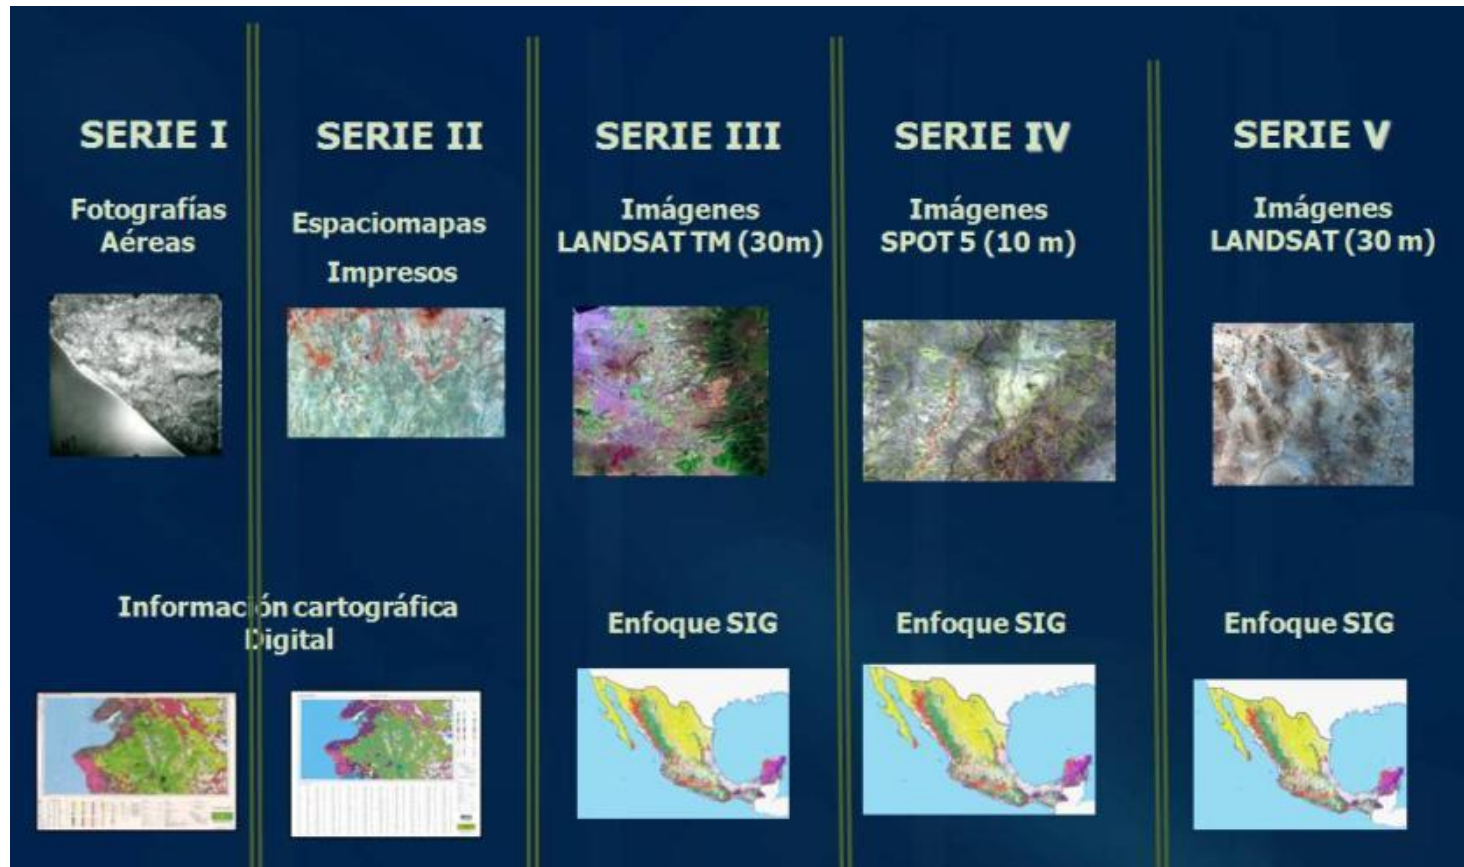 SERIE I
Fotografías
Aéreas
SERIE II
Espaciomapas
Impresos
SERIE III
Imágenes
LANDSAT TM (30m)
SERIE IV
Imágenes
SPOT 5 (10 m)
SERIE V
Imágenes
LANDSAT (30 m)
Información cartográfica
Digital
Enfoque SIG
Enfoque SIG
Enfoque SIG